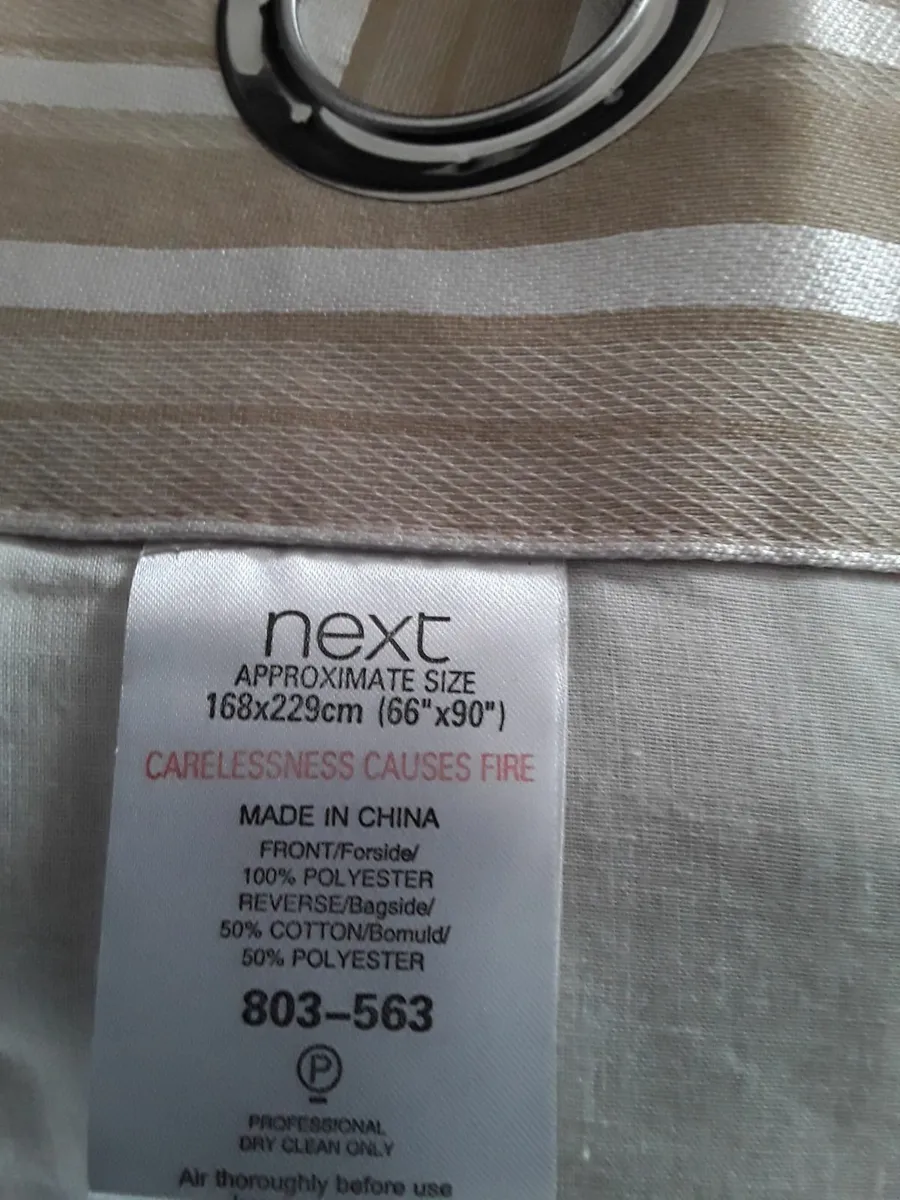 next
APPROXIMATE SIZE
168x229cm (66"x90")
CARELESSNESS CAUSES FIRE
MADE IN CHINA
FRONT/Forside/
100% POLYESTER
REVERSE/Bagside/
50% COTTON/Bomuld/
50% POLYESTER
803-563
P
PROFESSIONAL
DRY CLEAN ONLY
Air thoroughly before use